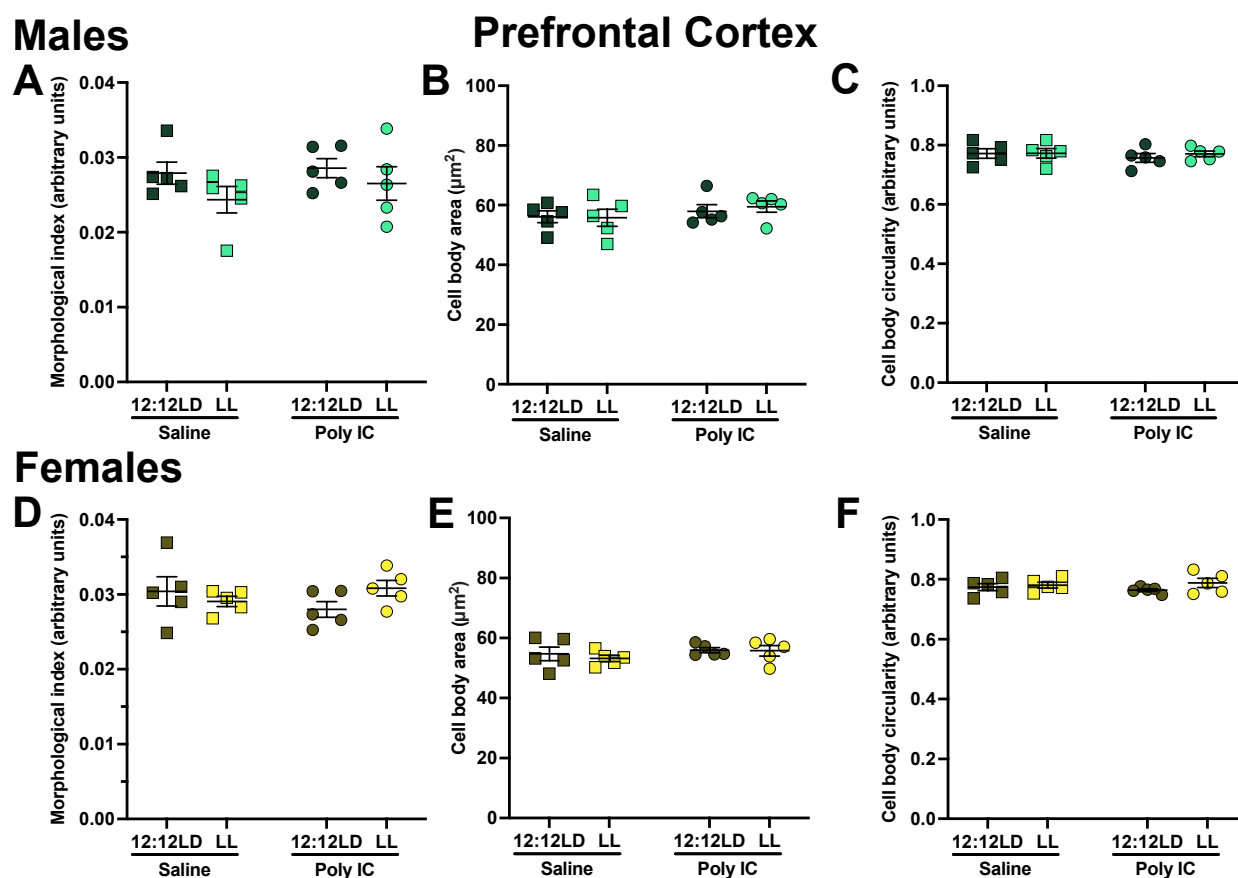 Males
Prefrontal Cortex
A
Morphological index (arbitrary units)
0.04
0.03
0.02
0.01
0.00
12:12LD LL
12:12LD LL
Saline
Poly IC
B
Cell body area (µm²)
100
80
60
40
20
0
12:12LD LL
12:12LD LL
Saline
Poly IC
C
Cell body circularity (arbitrary units)
1.0
0.8
0.6
0.4
0.2
0.0
12:12LD LL
12:12LD LL
Saline
Poly IC
Females
D
Morphological index (arbitrary units)
0.04
0.03
0.02
0.01
0.00
12:12LD LL
12:12LD LL
Saline
Poly IC
E
Cell body area (µm²)
100
80
60
40
20
0
12:12LD LL
12:12LD LL
Saline
Poly IC
F
Cell body circularity (arbitrary units)
1.0
0.8
0.6
0.4
0.2
0.0
12:12LD LL
12:12LD LL
Saline
Poly IC